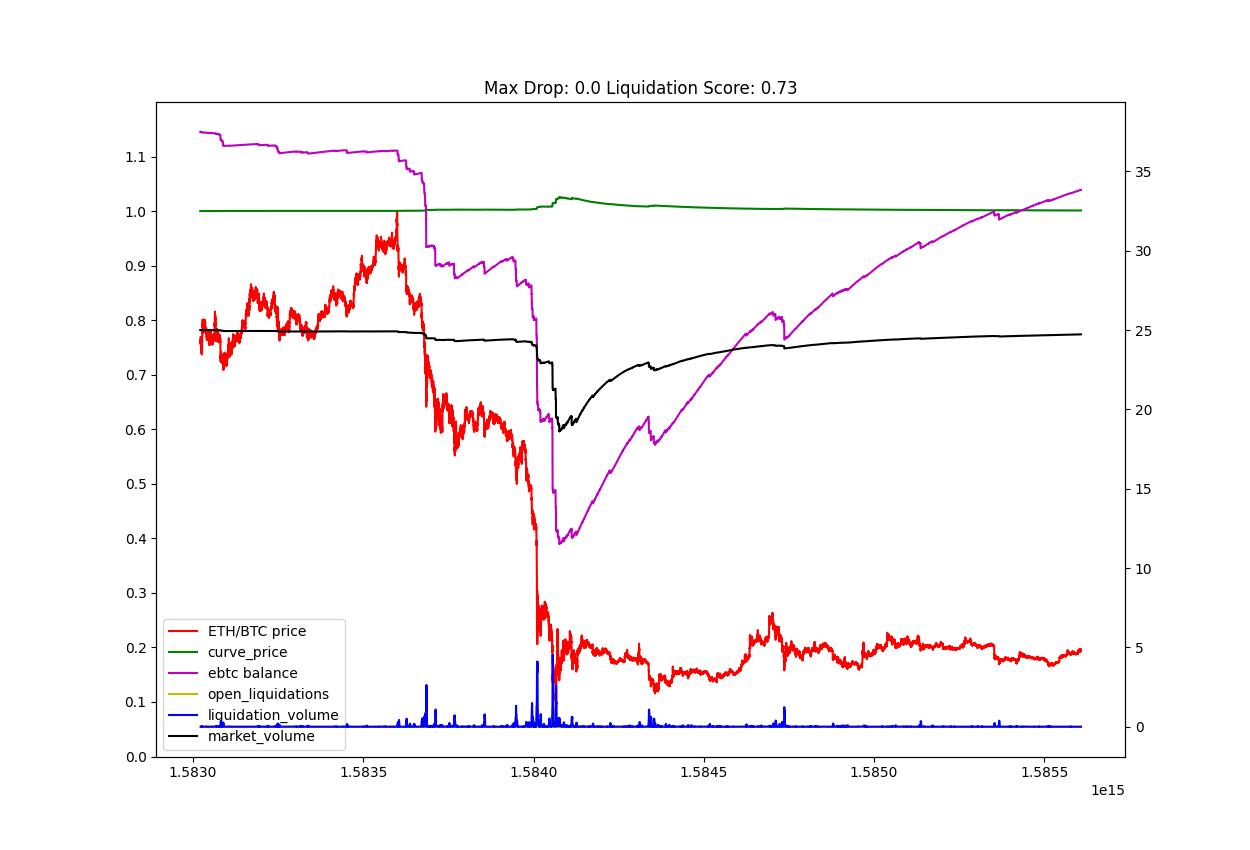 Max Drop: 0.0 Liquidation Score: 0.73
1.1
1.0
0.9
0.8
0.7
0.6
0.5
0.4
0.3
0.2
0.1
0.0
35
30
25
20
15
10
5
0
ETH/BTC price
curve_price
ebtc balance
open_liquidations
liquidation_volume
market_volume
1.5830 1.5835 1.5840 1.5845 1.5850 1.5855
1e15